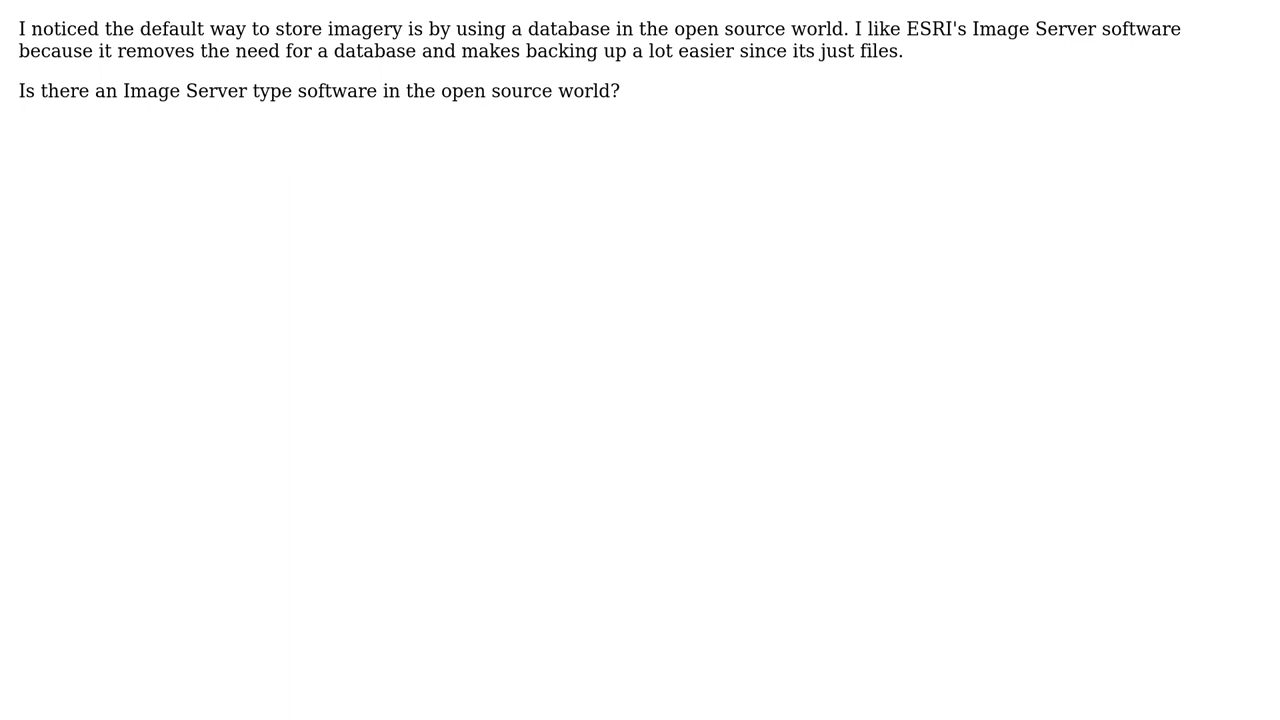 I noticed the default way to store imagery is by using a database in the open source world. I like ESRI's Image Server software
because it removes the need for a database and makes backing up a lot easier since its just files.
Is there an Image Server type software in the open source world?